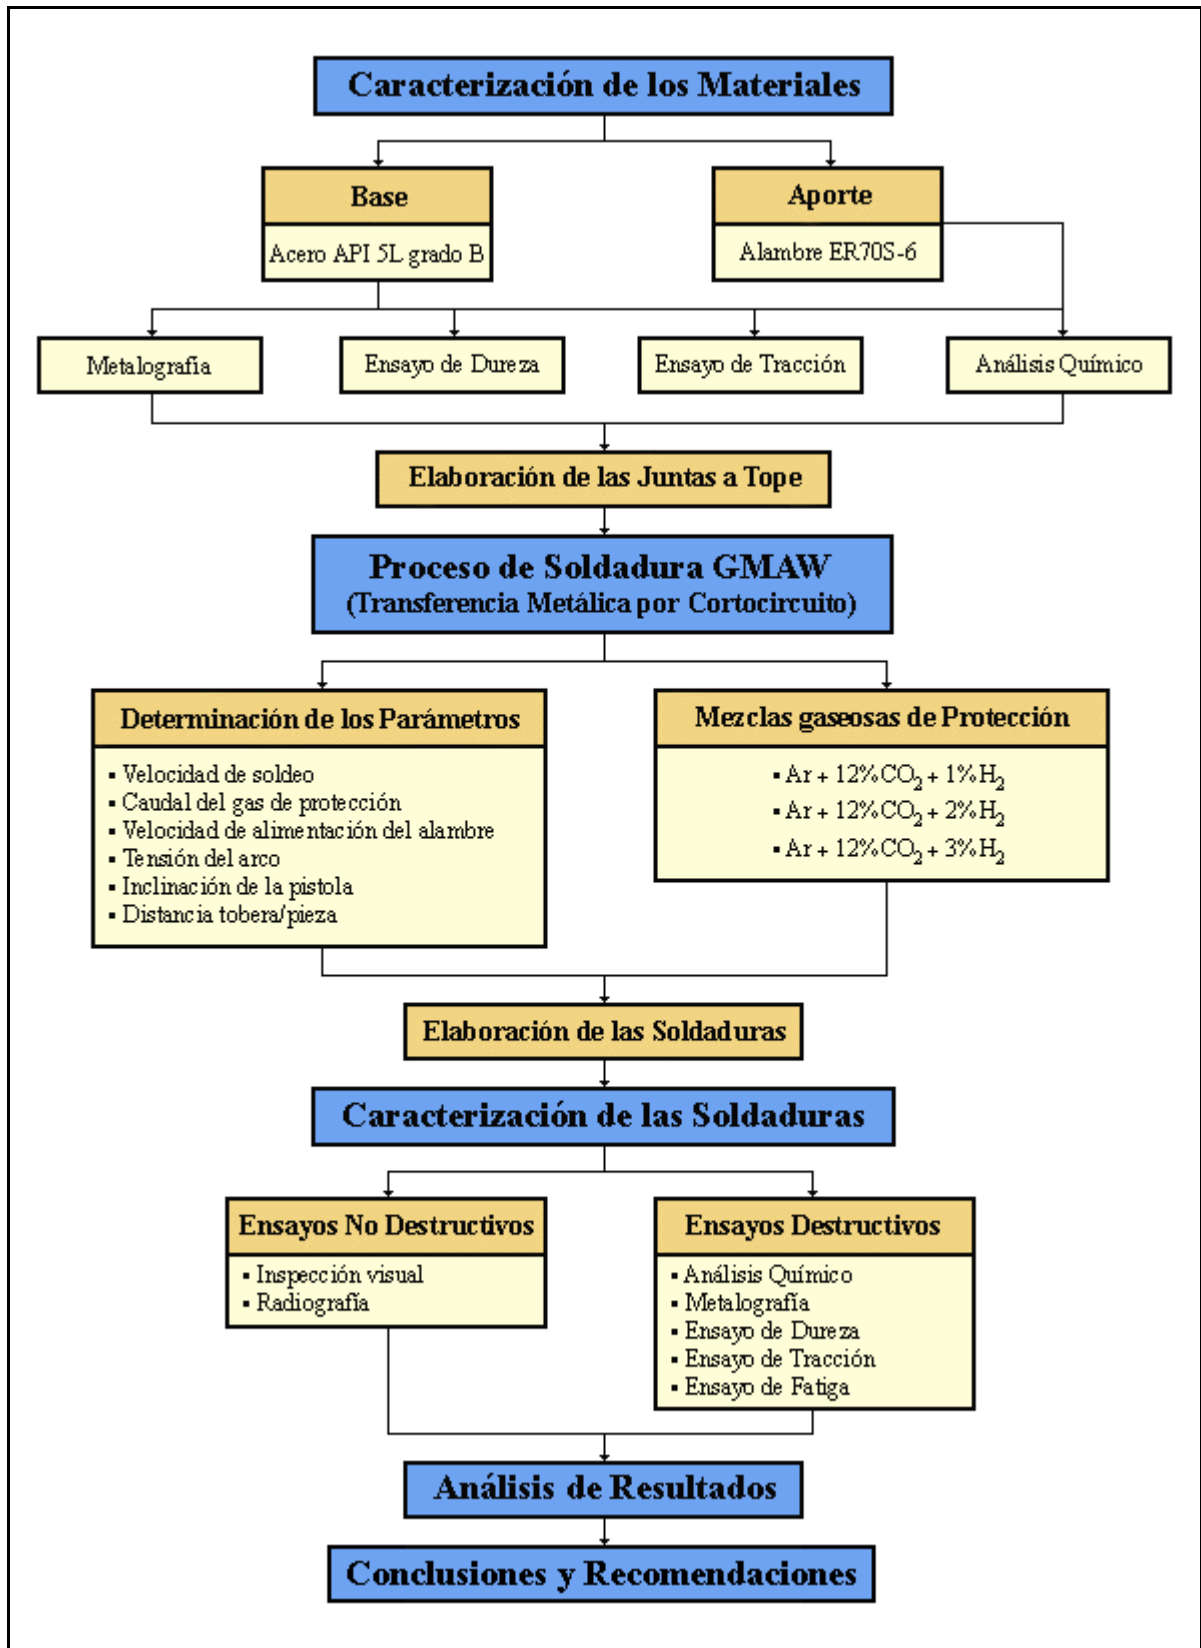 Caracterización de los Materiales
Base
Acero API 5L grado B
Aporte
Alambre ER70S-6
Metalografía
Ensayo de Dureza
Ensayo de Tracción
Análisis Químico
Elaboración de las Juntas a Tope
Proceso de Soldadura GMAW
(Transferencia Metálica por Cortocircuito)
Determinación de los Parámetros
▪ Velocidad de soldeo
▪ Caudal del gas de protección
▪ Velocidad de alimentación del alambre
▪ Tensión del arco
▪ Inclinación de la pistola
▪ Distancia tobera/pieza
Mezclas gaseosas de Protección
▪ Ar + 12%CO₂ + 1%H₂
▪ Ar + 12%CO₂ + 2%H₂
▪ Ar + 12%CO₂ + 3%H₂
Elaboración de las Soldaduras
Caracterización de las Soldaduras
Ensayos No Destructivos
▪ Inspección visual
▪ Radiografía
Ensayos Destructivos
▪ Análisis Químico
▪ Metalografía
▪ Ensayo de Dureza
▪ Ensayo de Tracción
▪ Ensayo de Fatiga
Análisis de Resultados
Conclusiones y Recomendaciones